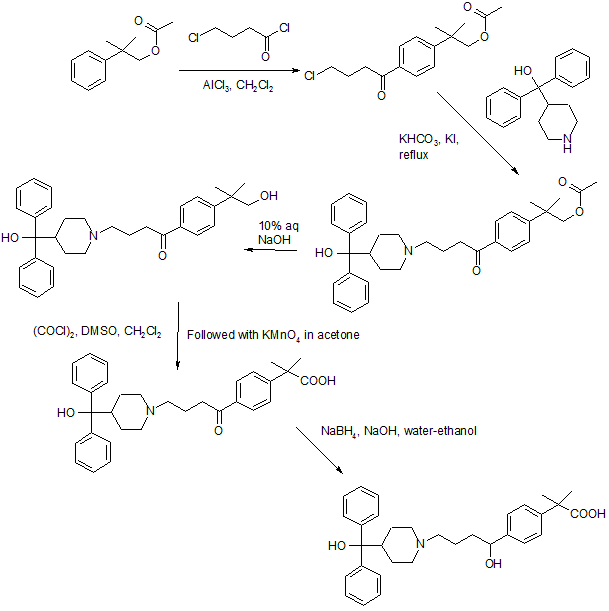 O
O
Cl
Cl
O
AlCl3, CH2Cl2
O
O
Cl
O
HO
NH
KHCO3, KI,
reflux
O
O
HO
N
O
10% aq
NaOH
OH
HO
N
O
(COCl)2, DMSO, CH2Cl2
Followed with KMnO4 in acetone
COOH
HO
N
O
NaBH4, NaOH, water-ethanol
COOH
HO
N
OH